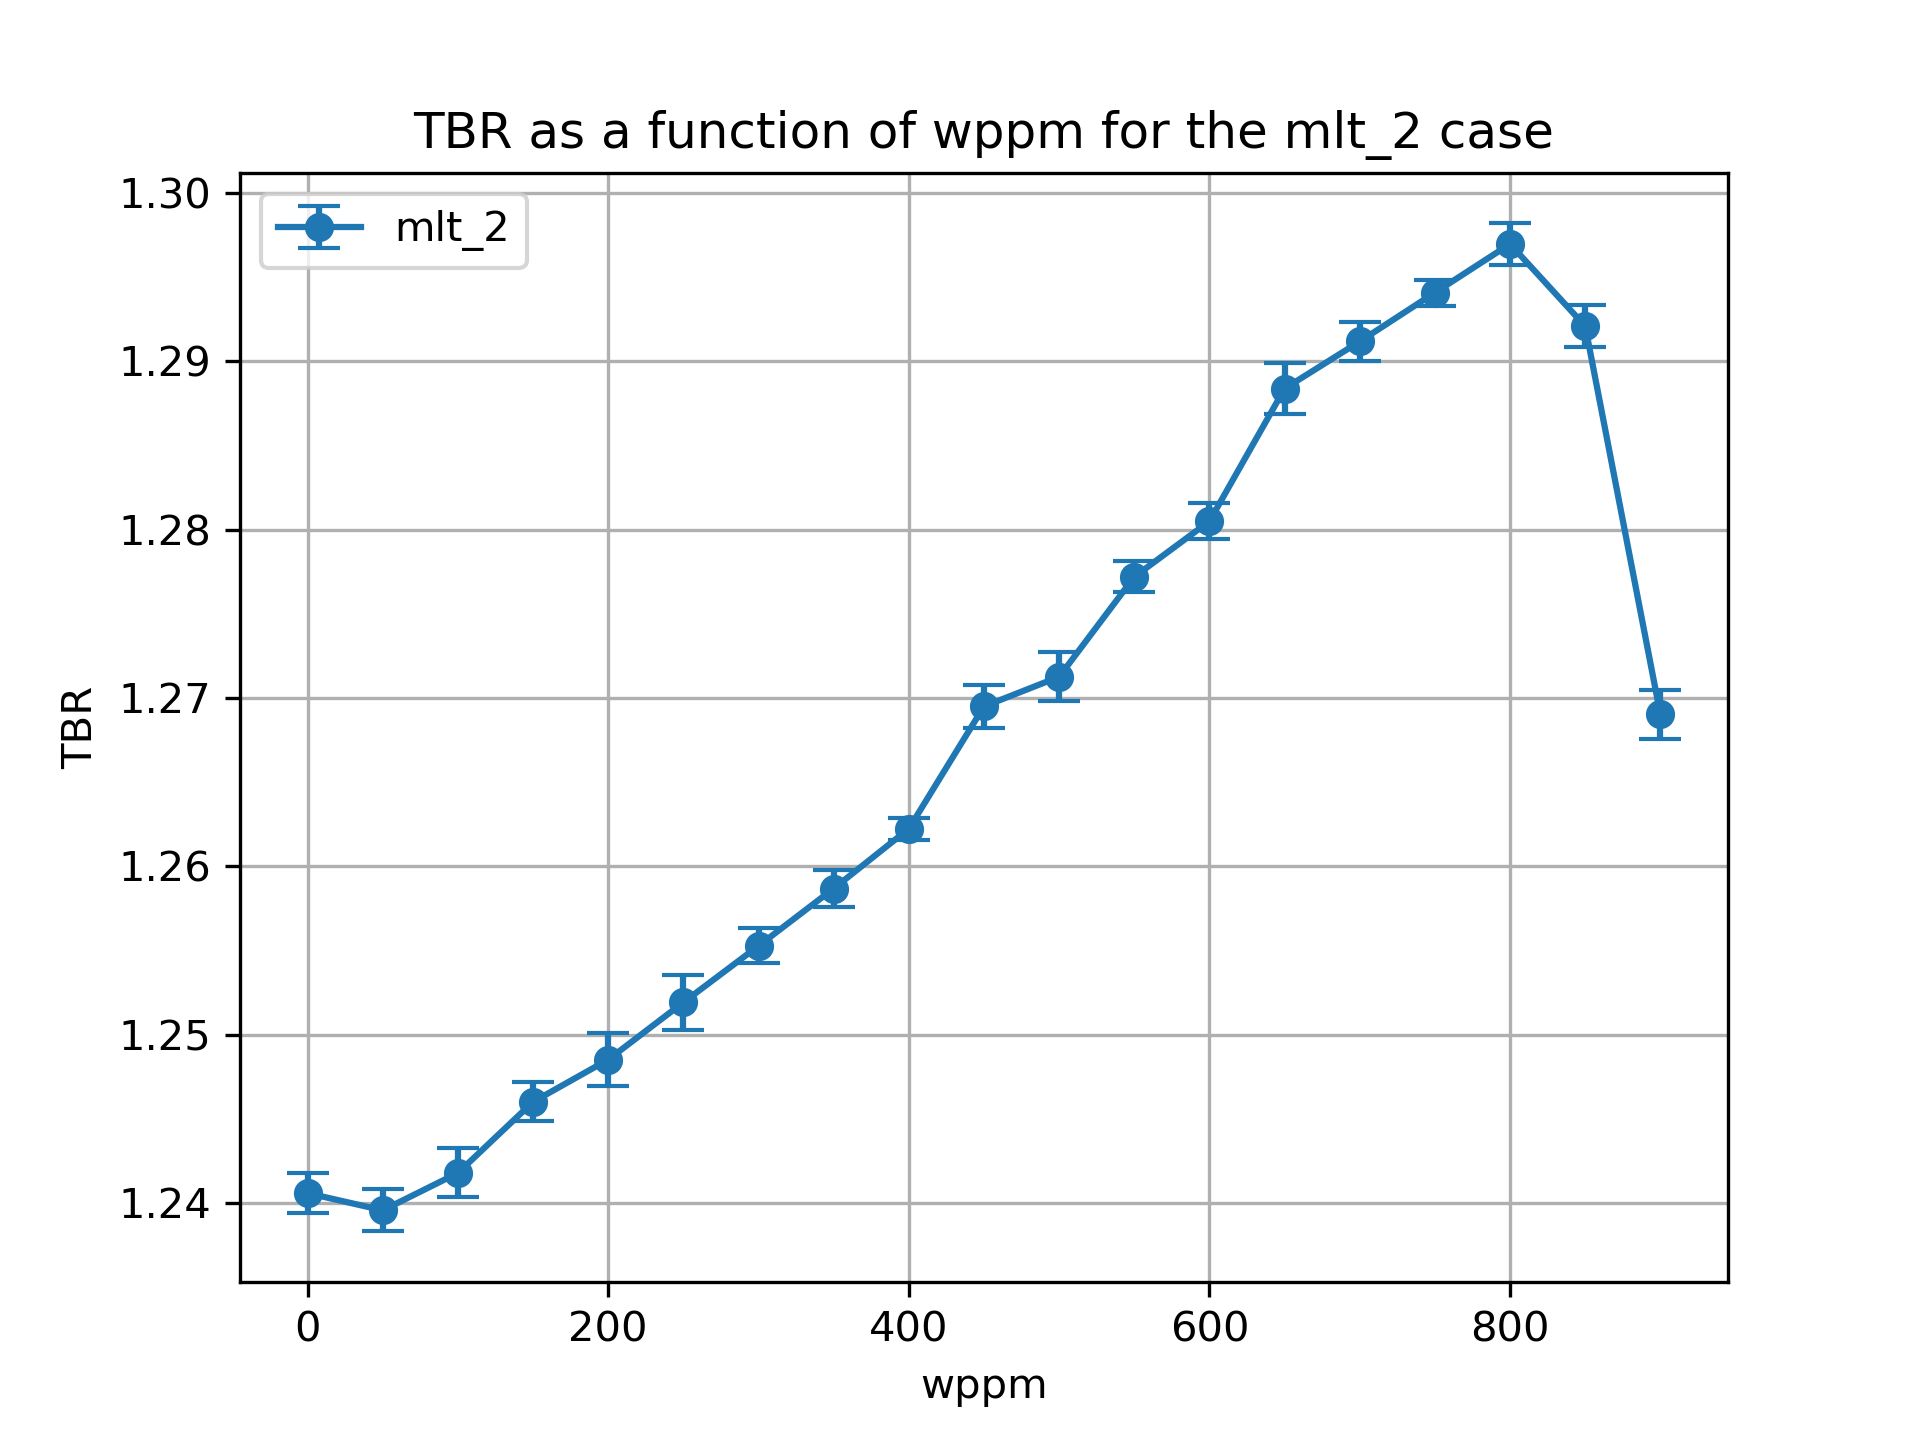 TBR as a function of wppm for the mlt_2 case
mlt_2
1.30
1.29
1.28
1.27
1.26
1.25
1.24
TBR
0 200 400 600 800
wppm